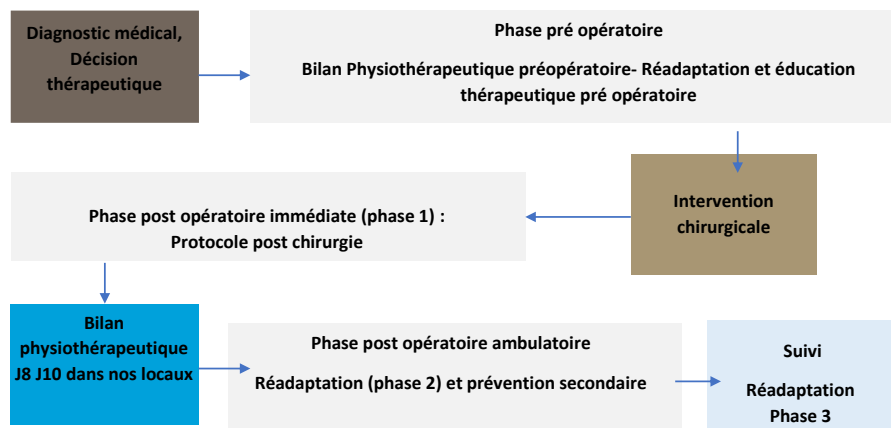 Diagnostic médical,
Décision
thérapeutique
Phase pré opératoire
Bilan Physiothérapeutique préopératoire- Réadaptation et éducation
thérapeutique pré opératoire
Intervention
chirurgicale
Phase post opératoire immédiate (phase 1) :
Protocole post chirurgie
Bilan
physiothérapeutique
J8 J10 dans nos locaux
Phase post opératoire ambulatoire
Réadaptation (phase 2) et prévention secondaire
Suivi
Réadaptation
Phase 3